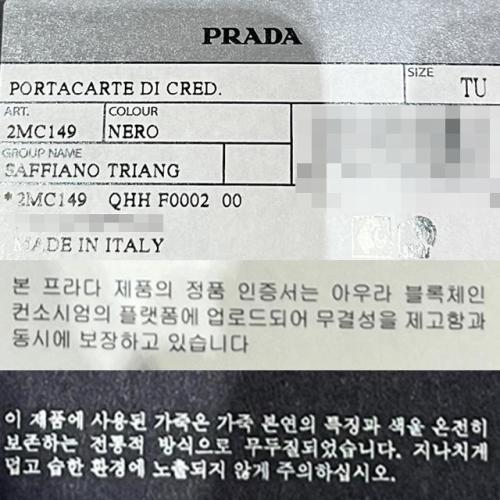 PRADA
PORTACARTE DI CRED.
SIZE
TU
ART.
2MC149
COLOUR
NERO
GROUP NAME
SAFFIANO TRIANG
*2MC149 QHH F0002 00
MADE IN ITALY
본 프라다 제품의 정품 인증서는 아우라 블록체인
컨소시엄의 플랫폼에 업로드되어 무결성을 제고함과
동시에 보장하고 있습니다
이 제품에 사용된 가죽은 가죽 본연의 특징과 색을 온전히
보존하는 전통적 방식으로 무두질되었습니다. 지나치게
덥고 습한 환경에 노출되지 않게 주의하십시오.